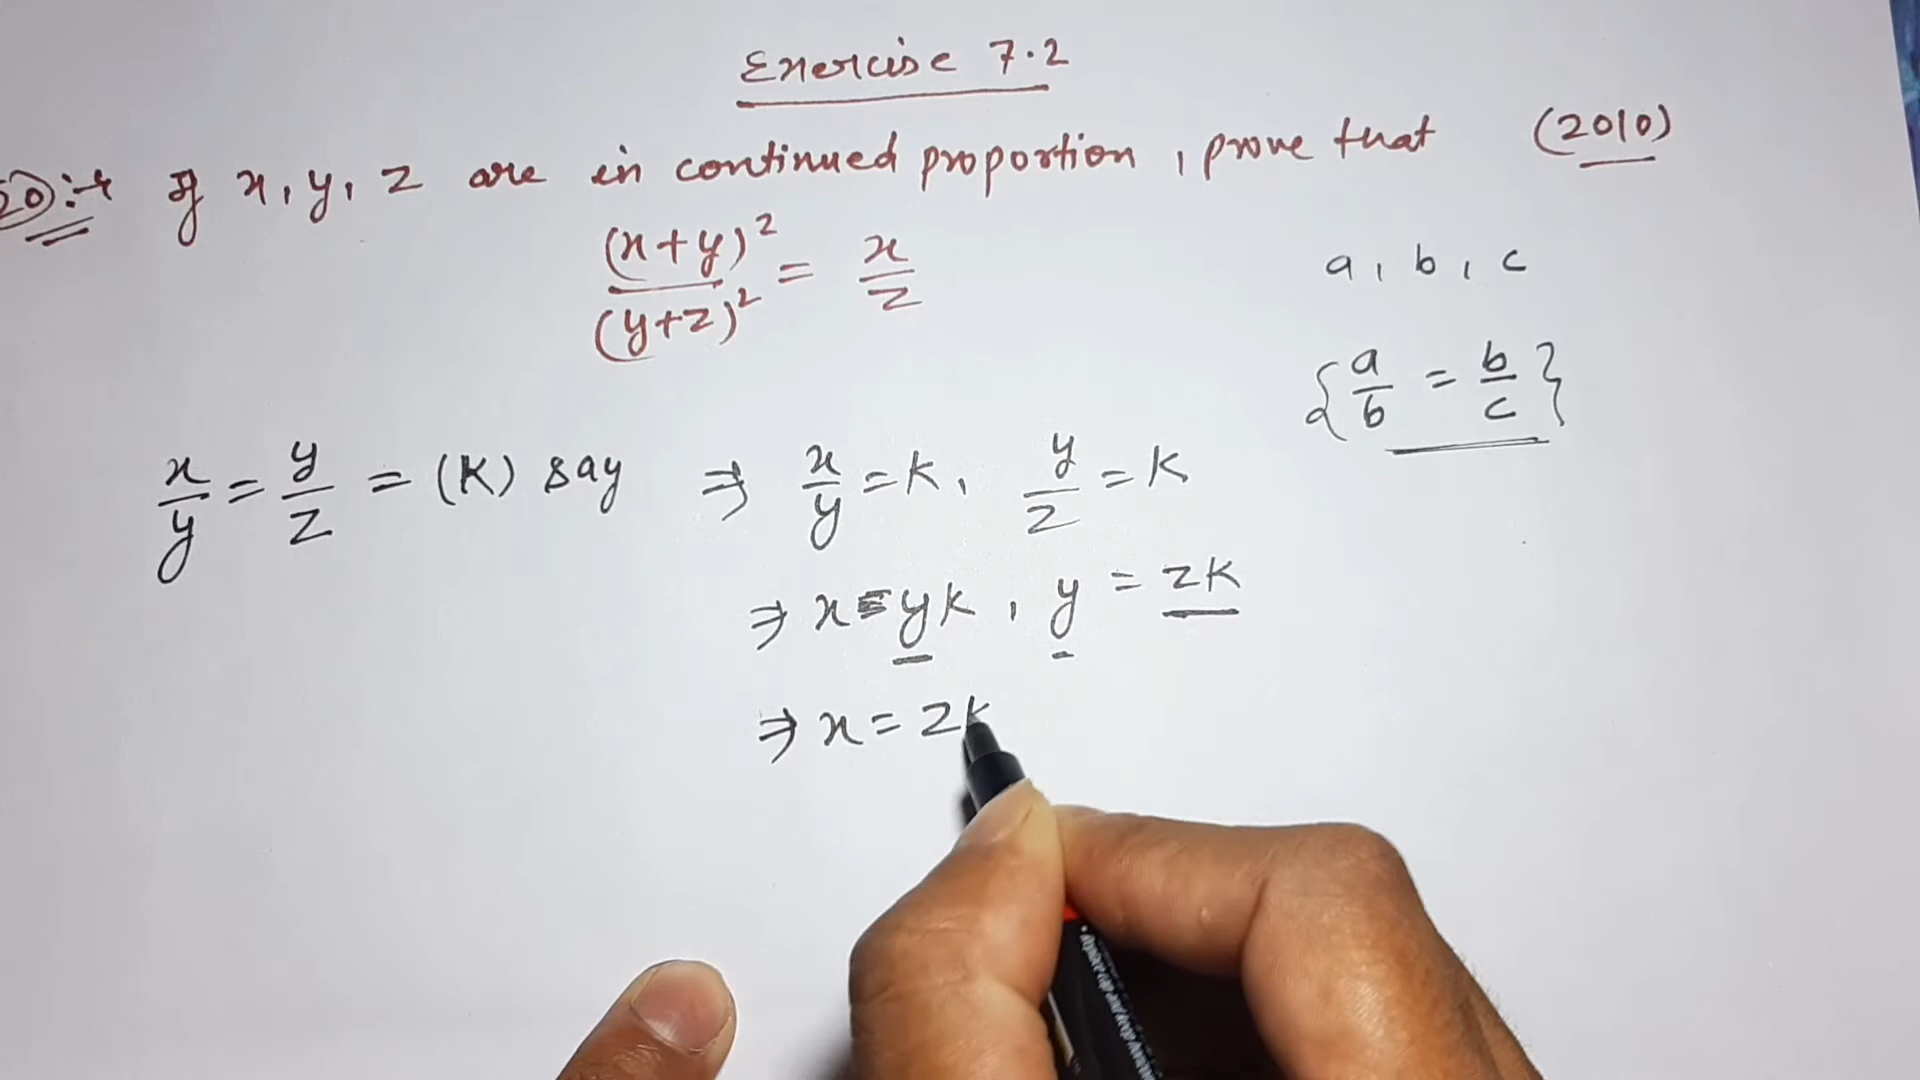 Exercise 7.2
20):→ If x, y, z are in continued proportion, prove that (2010)
(x+y)² / (y+z)² = x/z
a, b, c
{a/b = b/c}
x/y = y/z = (K) say ⇒ x/y = K, y/z = K
⇒ x = yK, y = zK
⇒ x = zK